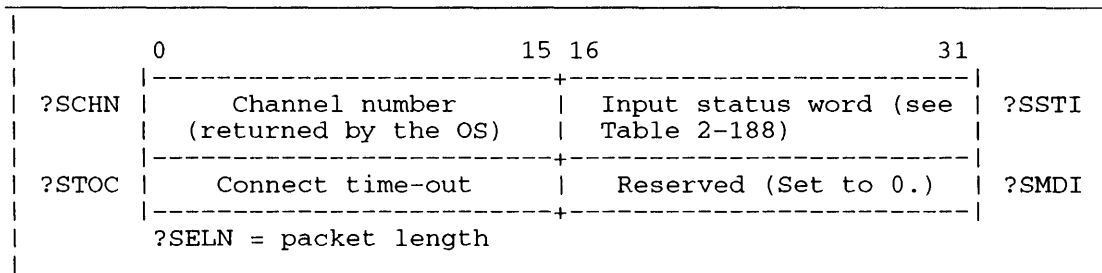 0 15 16 31
|---------------------------+---------------------------|
?SCHN | Channel number | Input status word (see | ?SSTI
| (returned by the OS) | Table 2-188) |
|---------------------------+---------------------------|
?STOC | Connect time-out | Reserved (Set to 0.) | ?SMDI
|---------------------------+---------------------------|
?SELN = packet length